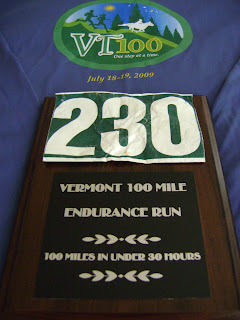 VT100
One step at a time.
July 18-19, 2009
230
VERMONT 100 MILE
ENDURANCE RUN
100 MILES IN UNDER 30 HOURS